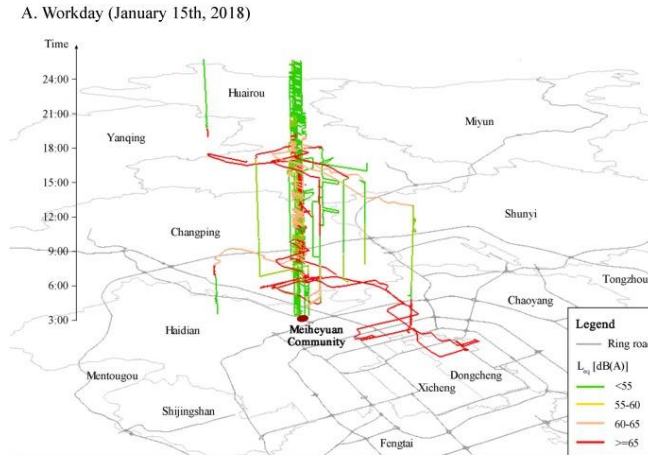 A. Workday (January 15th, 2018)
Time
24:00
21:00
18:00
15:00
12:00
9:00
6:00
3:00
Huairou
Miyun
Yanqing
Shunyi
Changping
Tongzhou
Chaoyang
Haidian
Meiheyuan
Community
Mentougou
Dongcheng
Xicheng
Shijingshan
Fengtai
Legend
Ring road
Leq [dB(A)]
<55
55-60
60-65
>=65